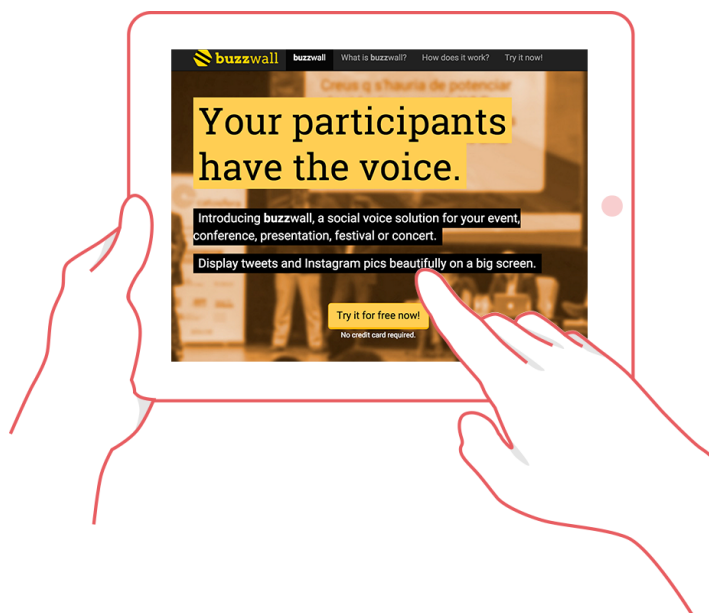 buzzwall
buzzwall
What is buzzwall?
How does it work?
Try it now!
Creus q s'hauria de potenciar
Your participants
have the voice.
Introducing buzzwall, a social voice solution for your event,
conference, presentation, festival or concert.
Display tweets and Instagram pics beautifully on a big screen.
Try it for free now!
No credit card required.